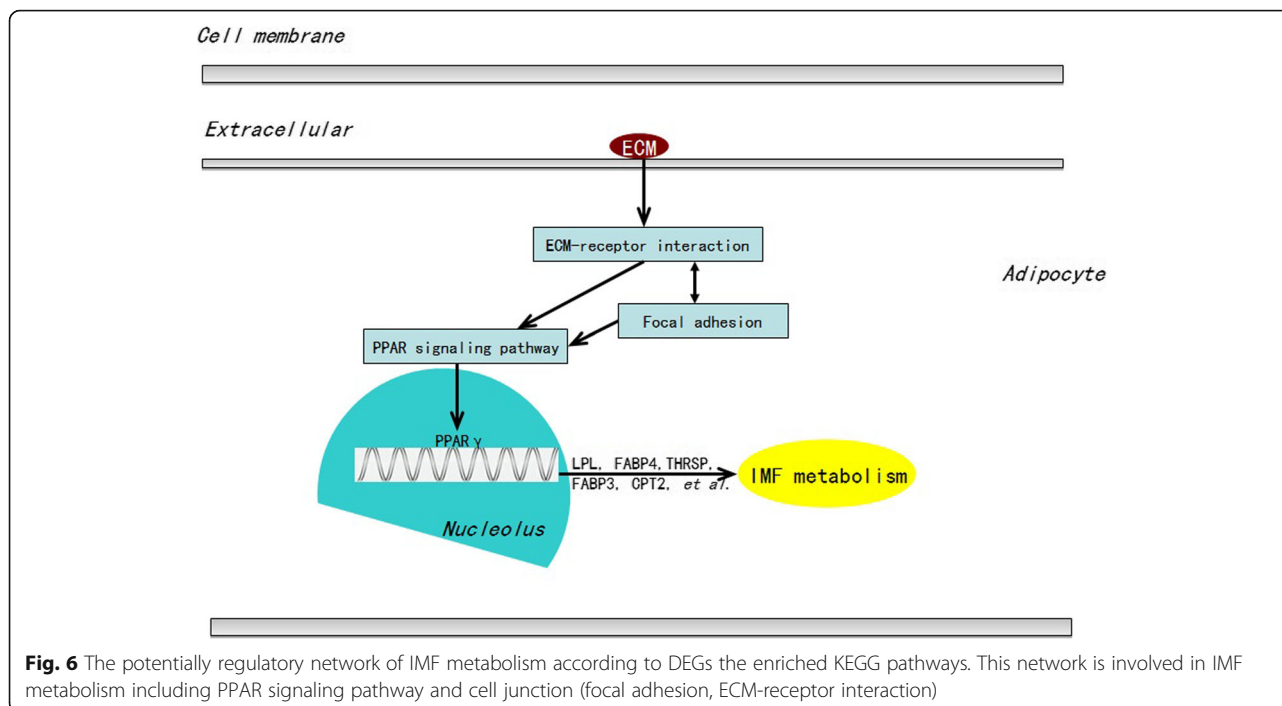 Cell membrane
Extracellular
ECM
ECM-receptor interaction
Adipocyte
Focal adhesion
PPAR signaling pathway
PPAR γ
LPL, FABP4, THRSP,
FABP3, CPT2, et al.
IMF metabolism
Nucleolus
Fig. 6 The potentially regulatory network of IMF metabolism according to DEGs the enriched KEGG pathways. This network is involved in IMF
metabolism including PPAR signaling pathway and cell junction (focal adhesion, ECM-receptor interaction)